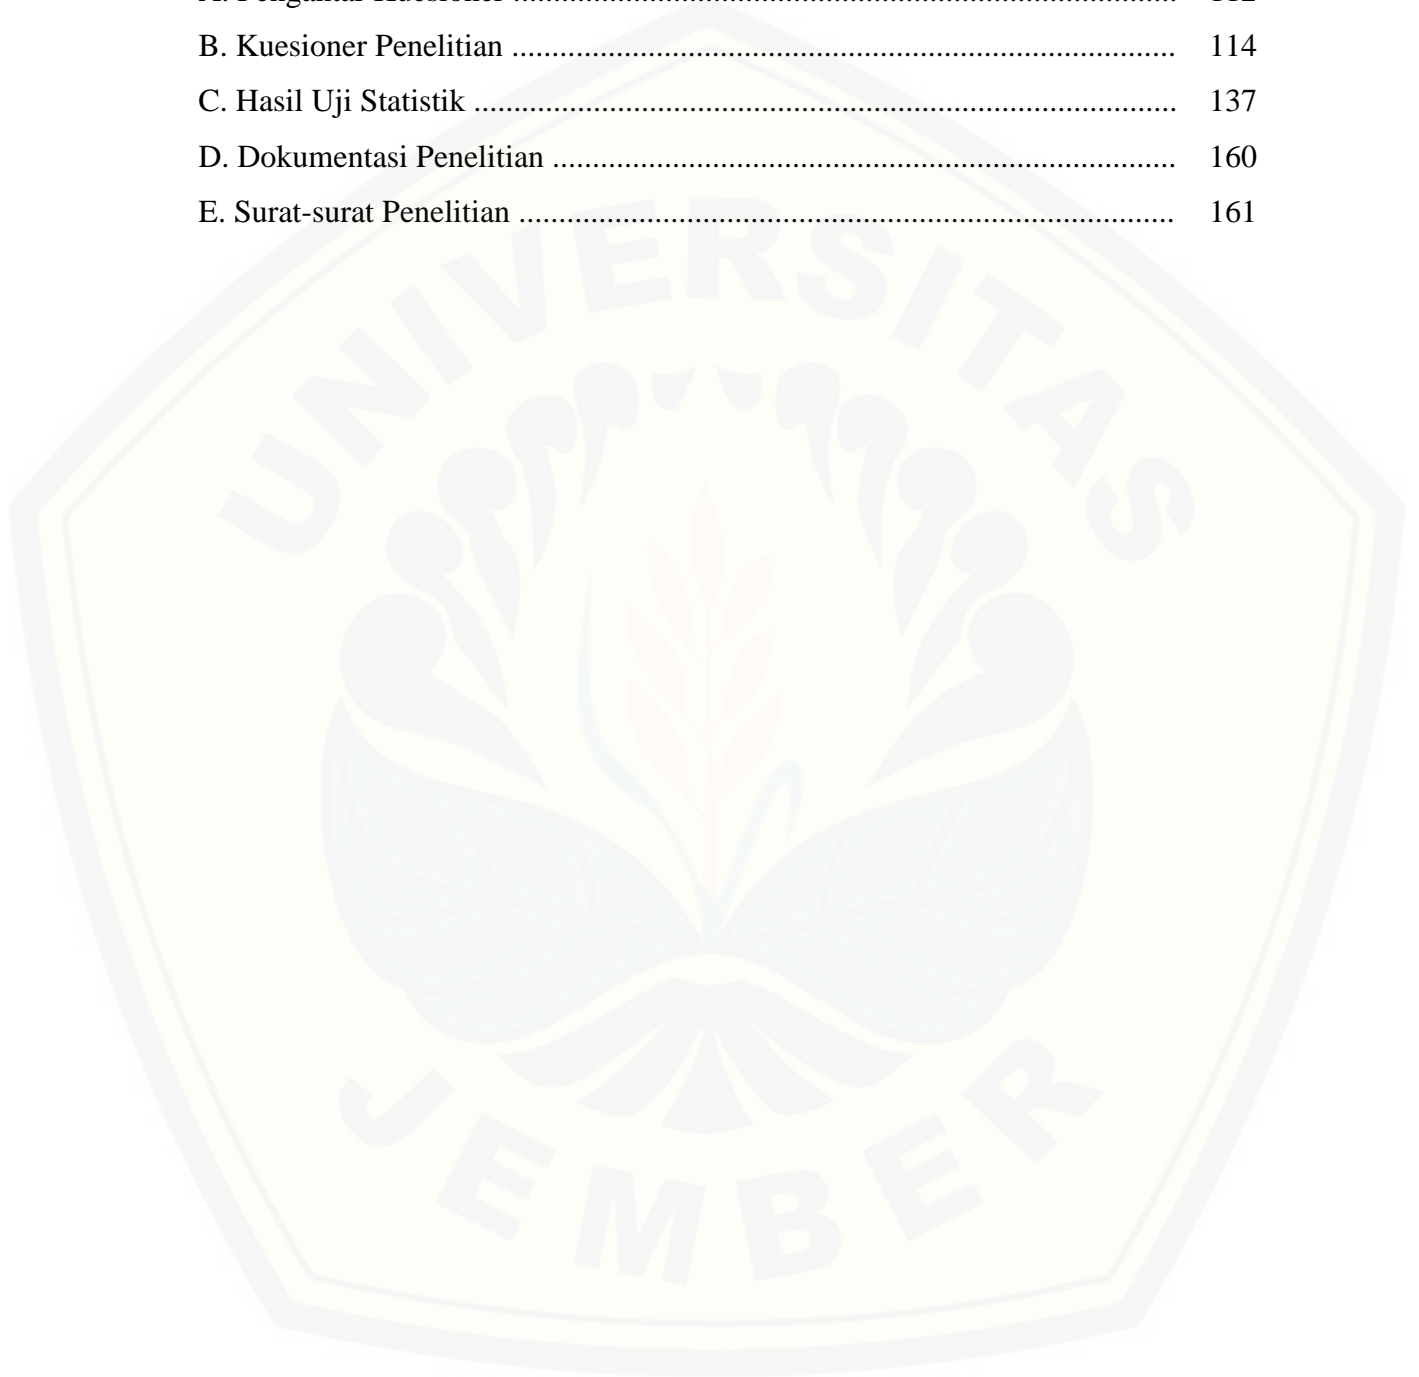 B. Kuesioner Penelitian ................................................................................... 114
C. Hasil Uji Statistik ........................................................................................ 137
D. Dokumentasi Penelitian .............................................................................. 160
E. Surat-surat Penelitian .................................................................................. 161
UNIVERSITAS
JEMBER